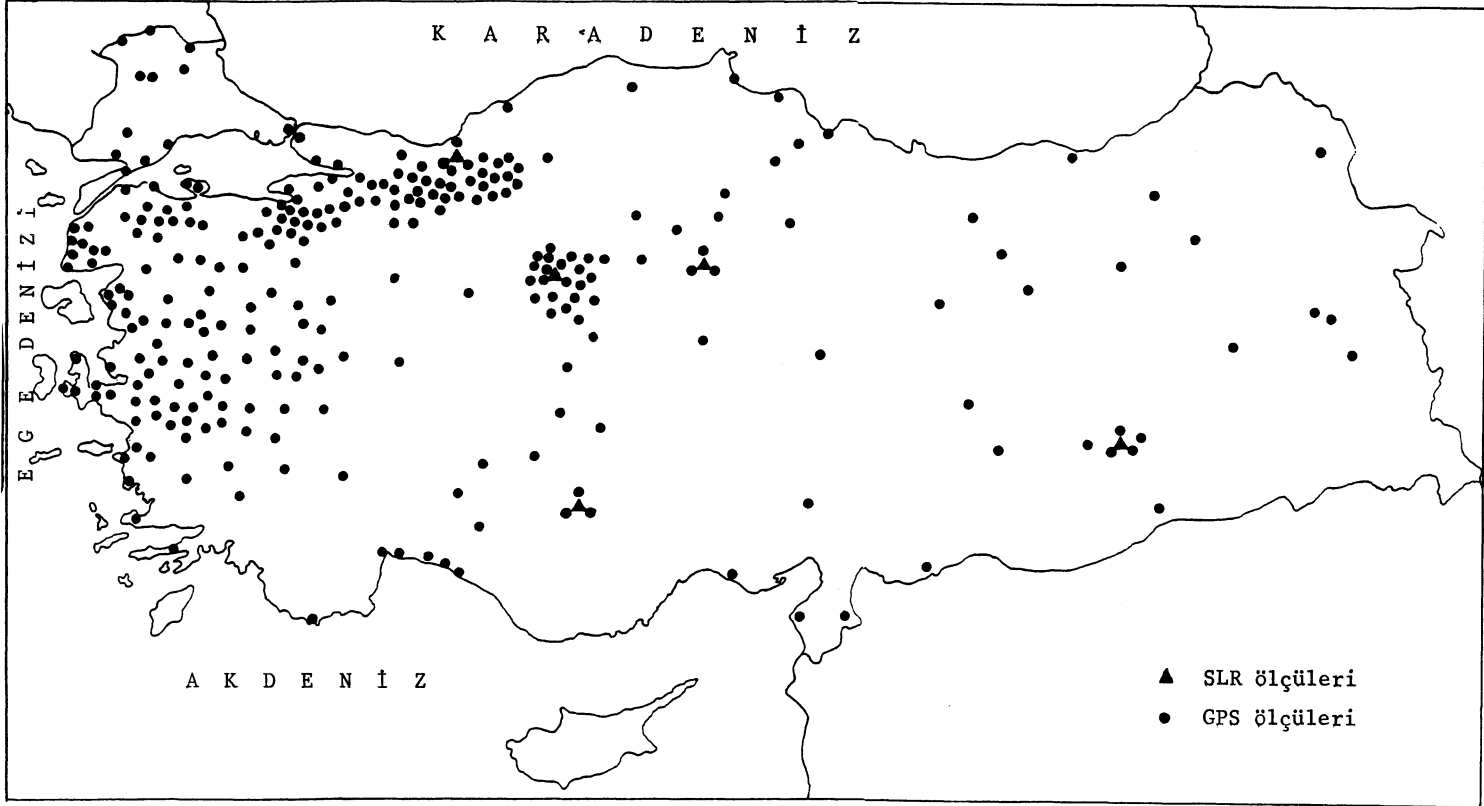 K A R A D E N İ Z
E G E D E N İ Z İ
A K D E N İ Z
SLR ölçüleri
GPS ölçüleri